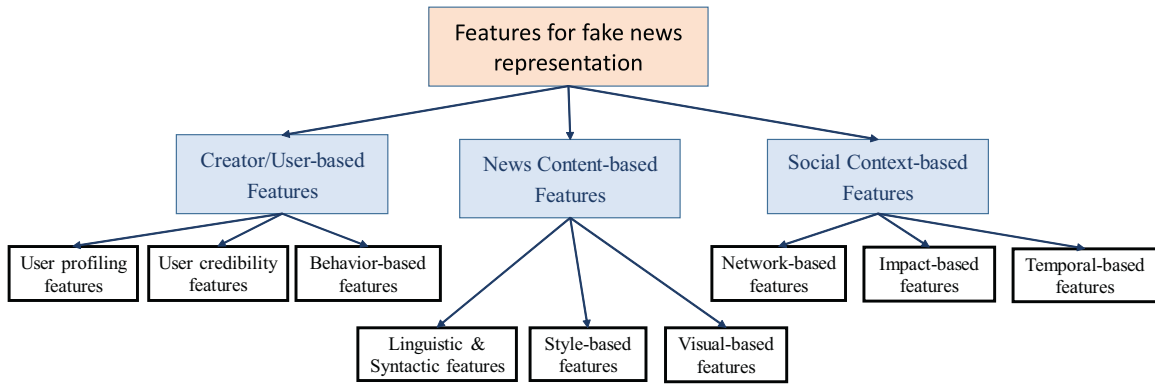 Features for fake news
representation
Creator/User-based
Features
News Content-based
Features
Social Context-based
Features
User profiling
features
User credibility
features
Behavior-based
features
Network-based
features
Impact-based
features
Temporal-based
features
Linguistic &
Syntactic features
Style-based
features
Visual-based
features